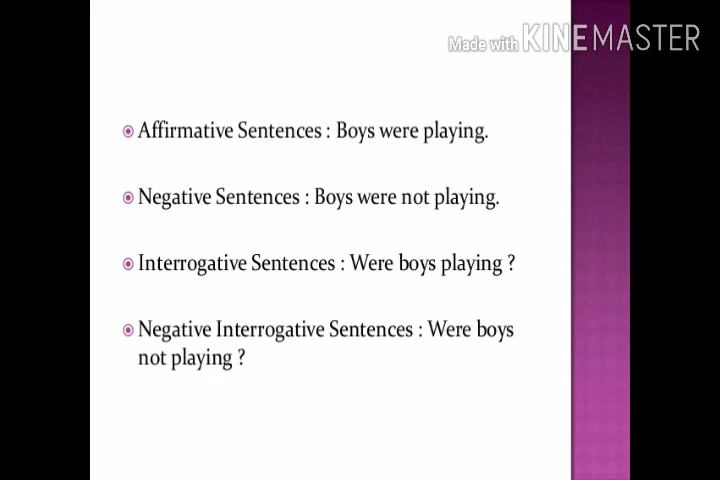 Made with KINEMASTER
Affirmative Sentences : Boys were playing.
Negative Sentences : Boys were not playing.
Interrogative Sentences : Were boys playing ?
Negative Interrogative Sentences : Were boys
not playing ?